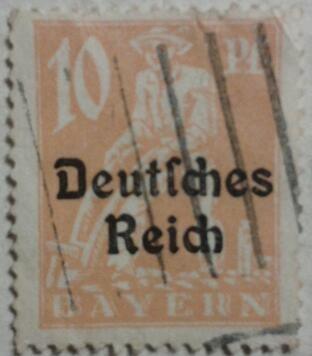 10 Pf
Deutſches
Reich
BAYERN